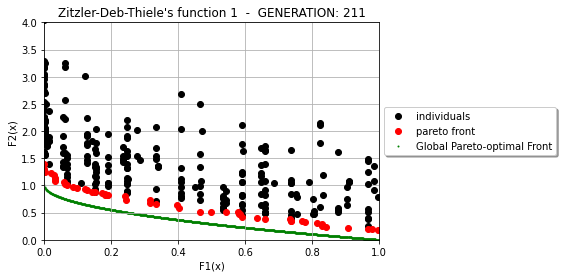 Zitzler-Deb-Thiele's function 1 - GENERATION: 211
4.0
3.5
3.0
2.5
2.0
1.5
1.0
0.5
0.0
F2(x)
0.0 0.2 0.4 0.6 0.8 1.0
F1(x)
individuals
pareto front
Global Pareto-optimal Front